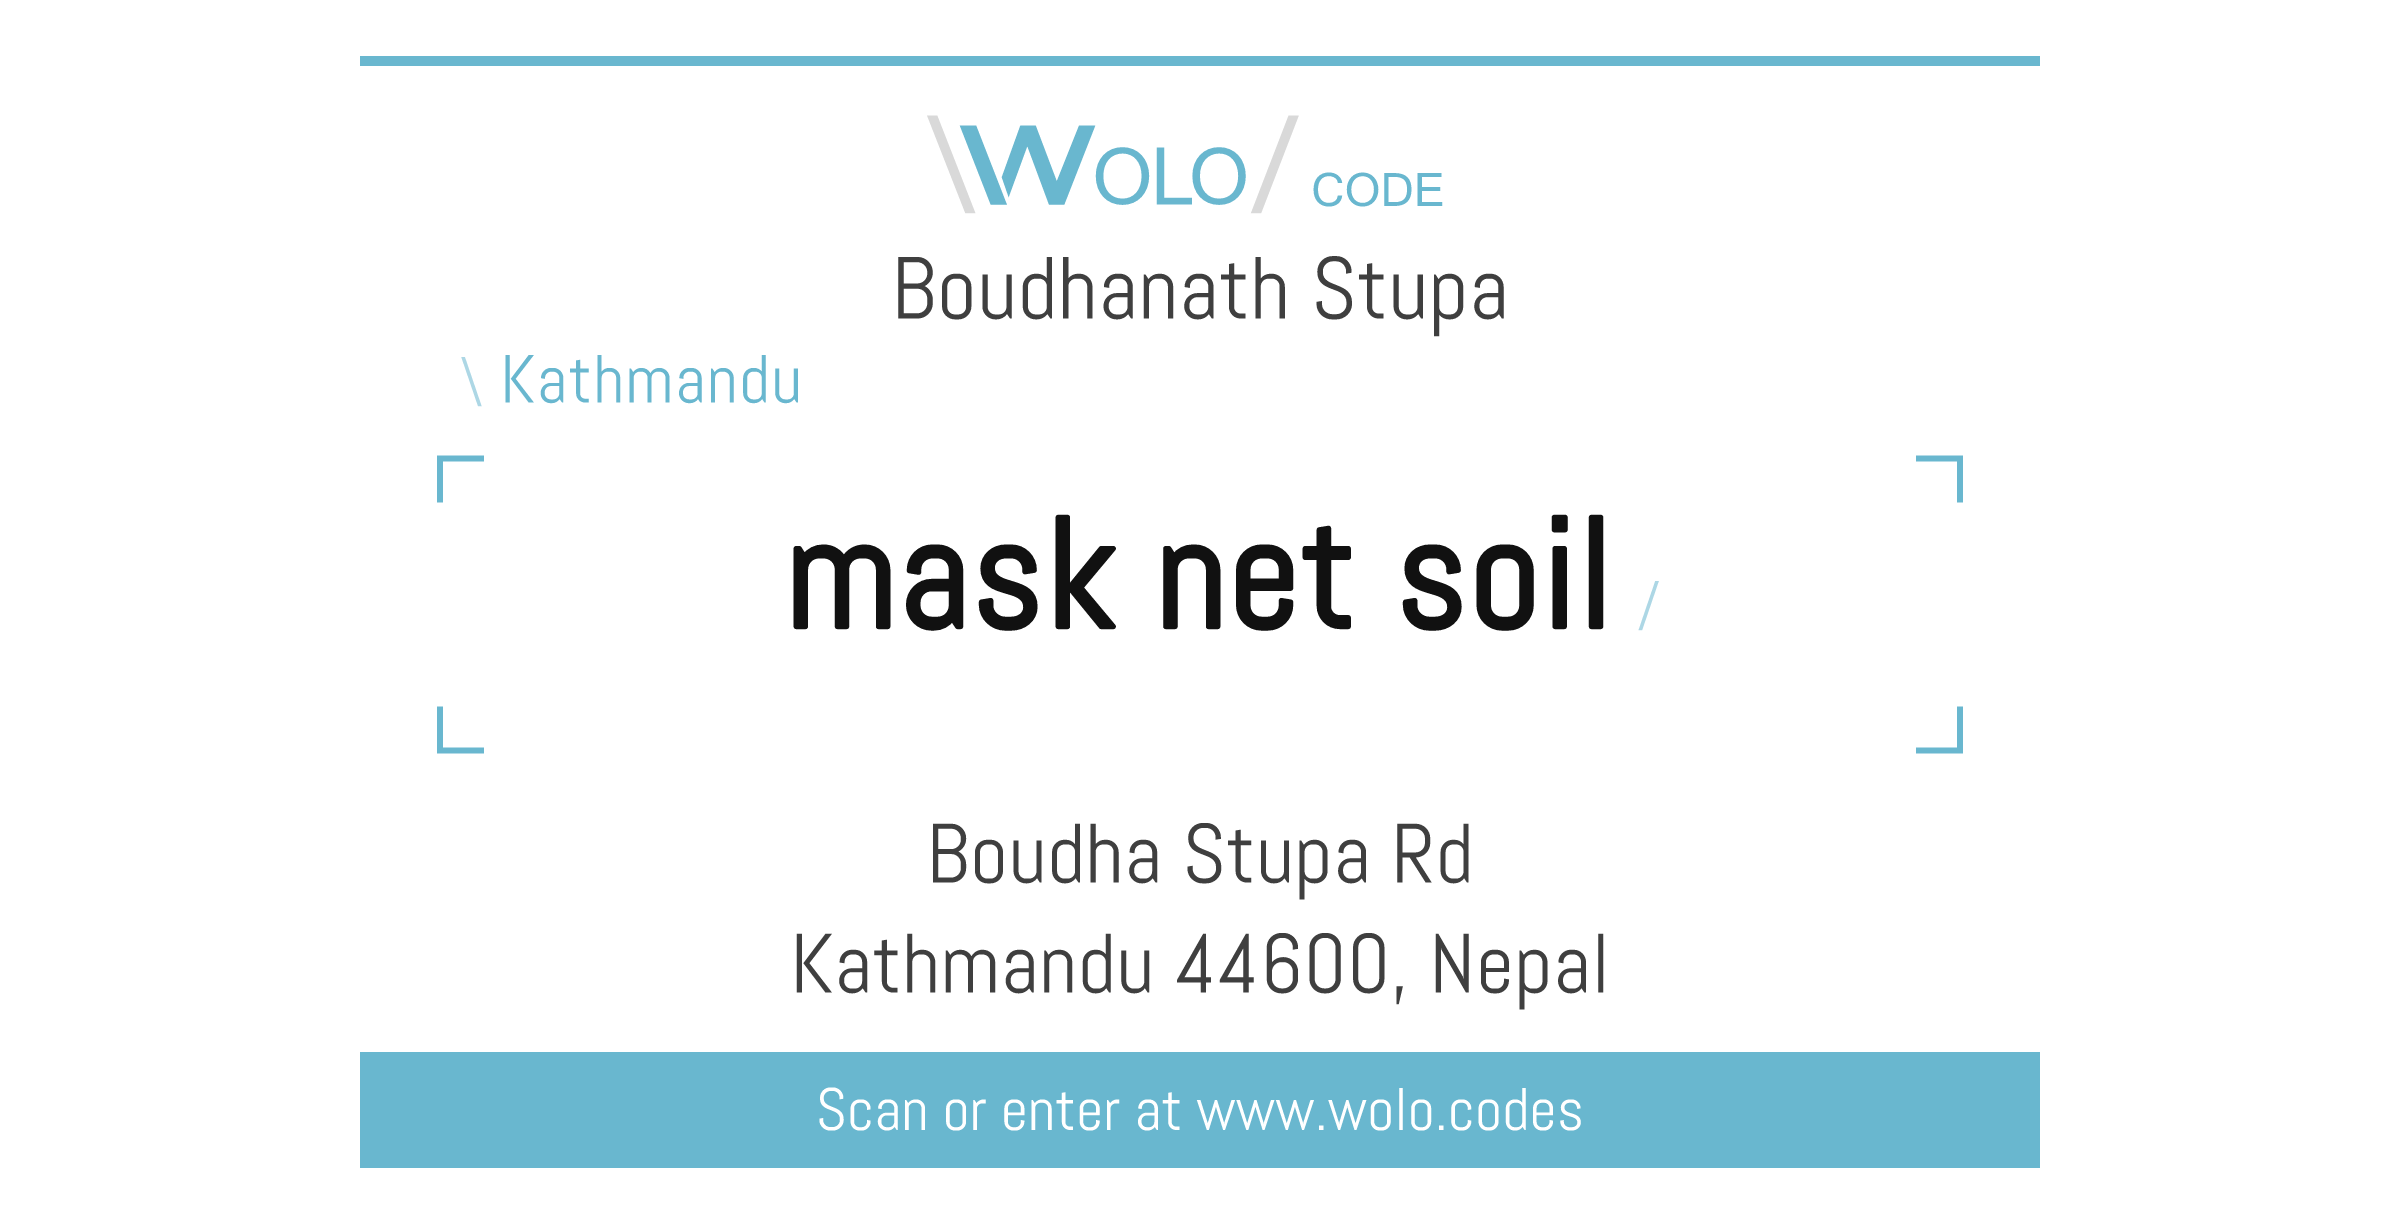 \WOLO/ CODE
Boudhanath Stupa
\ Kathmandu
mask net soil /
Boudha Stupa Rd
Kathmandu 44600, Nepal
Scan or enter at www.wolo.codes